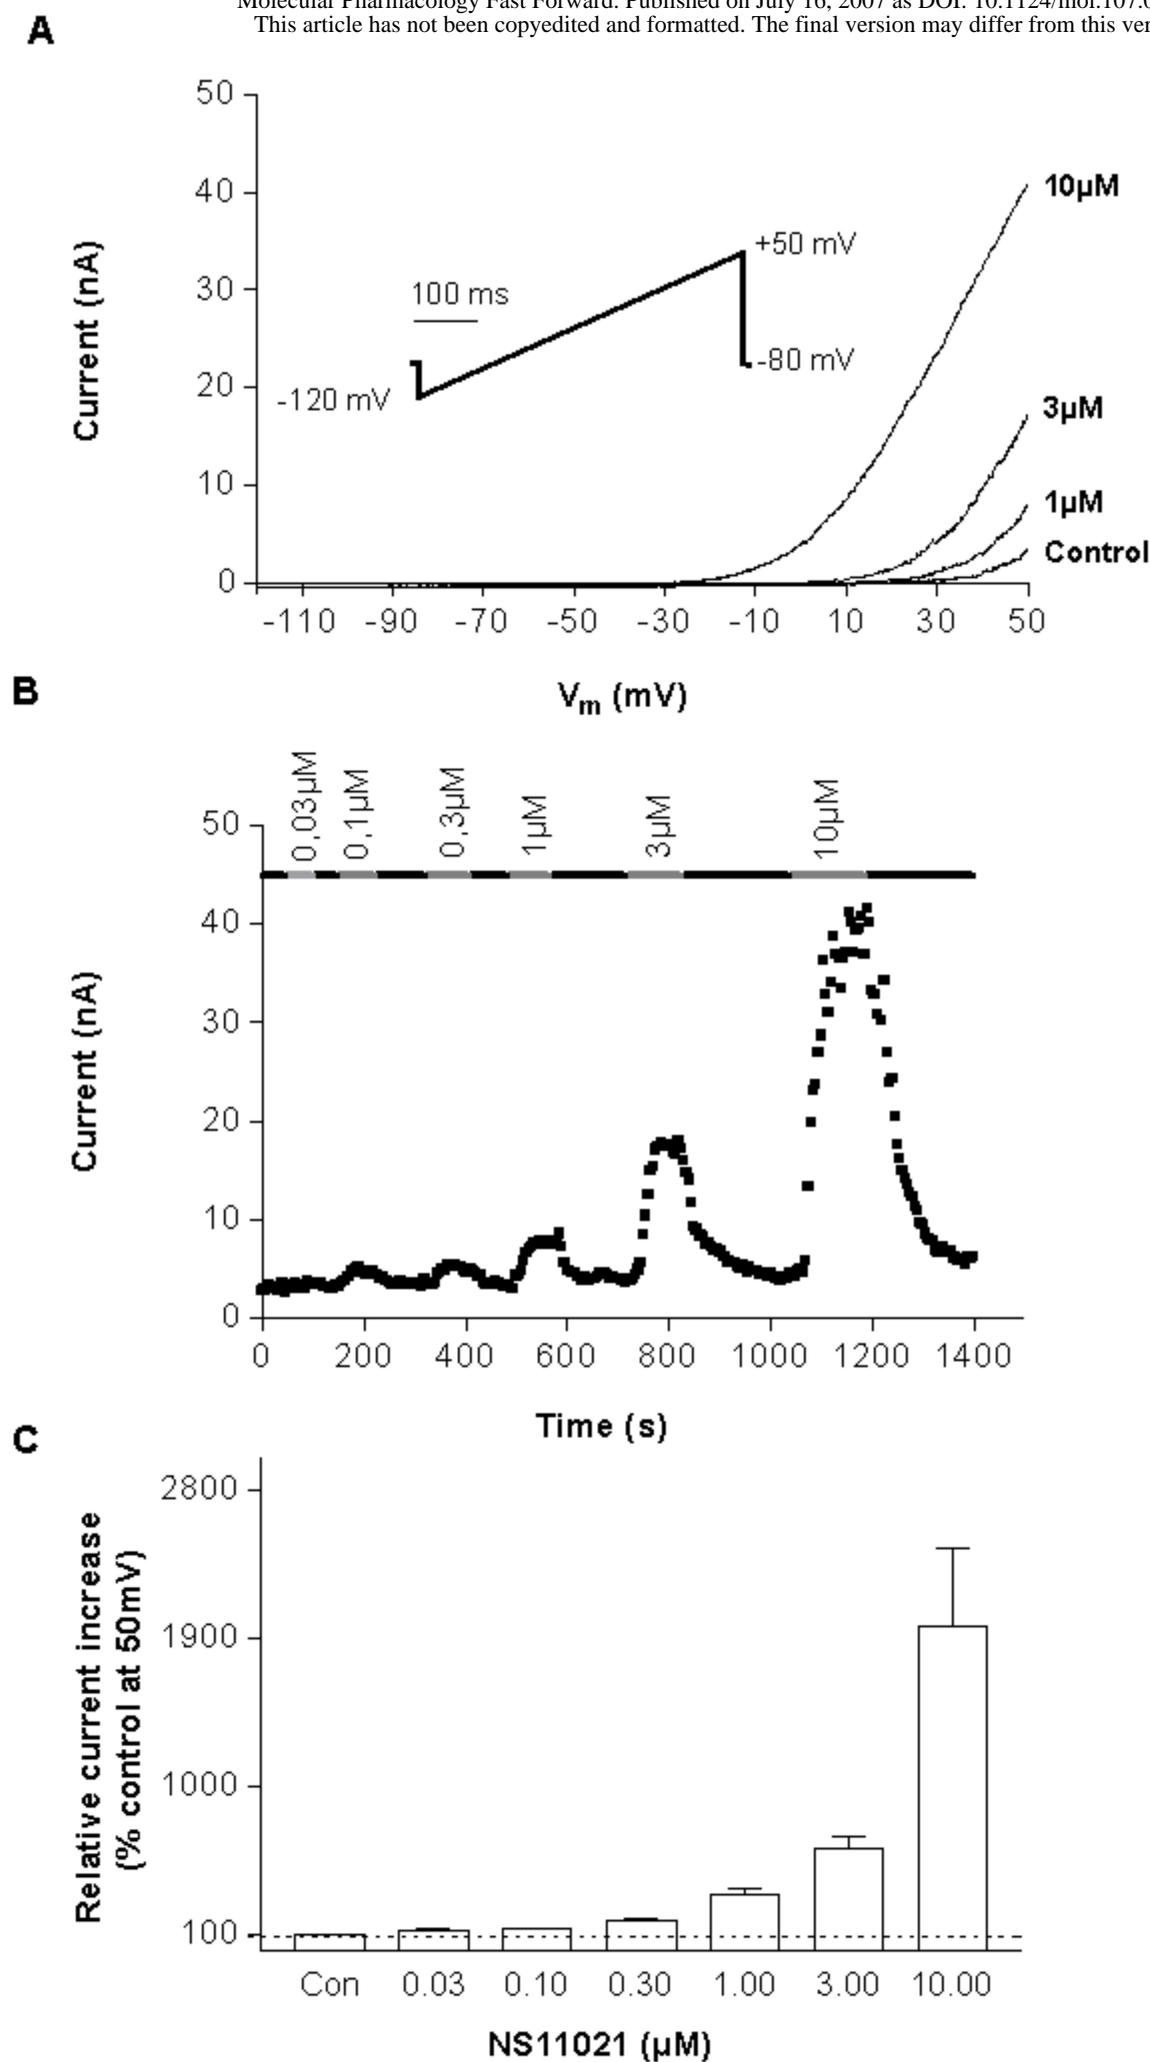 Molecular Pharmacology Fast Forward. Published on July 16, 2007 as DOI: 10.1124/mol.107.0
This article has not been copyedited and formatted. The final version may differ from this ver
A
50
40
30
20
10
0
Current (nA)
10µM
3µM
1µM
Control
+50 mV
100 ms
-80 mV
-120 mV
-110 -90 -70 -50 -30 -10 10 30 50
Vm (mV)
B
0,03µM 0,1µM 0,3µM 1µM 3µM 10µM
50
40
30
20
10
0
Current (nA)
0 200 400 600 800 1000 1200 1400
Time (s)
C
2800
1900
1000
100
Relative current increase
(% control at 50mV)
Con 0.03 0.10 0.30 1.00 3.00 10.00
NS11021 (µM)